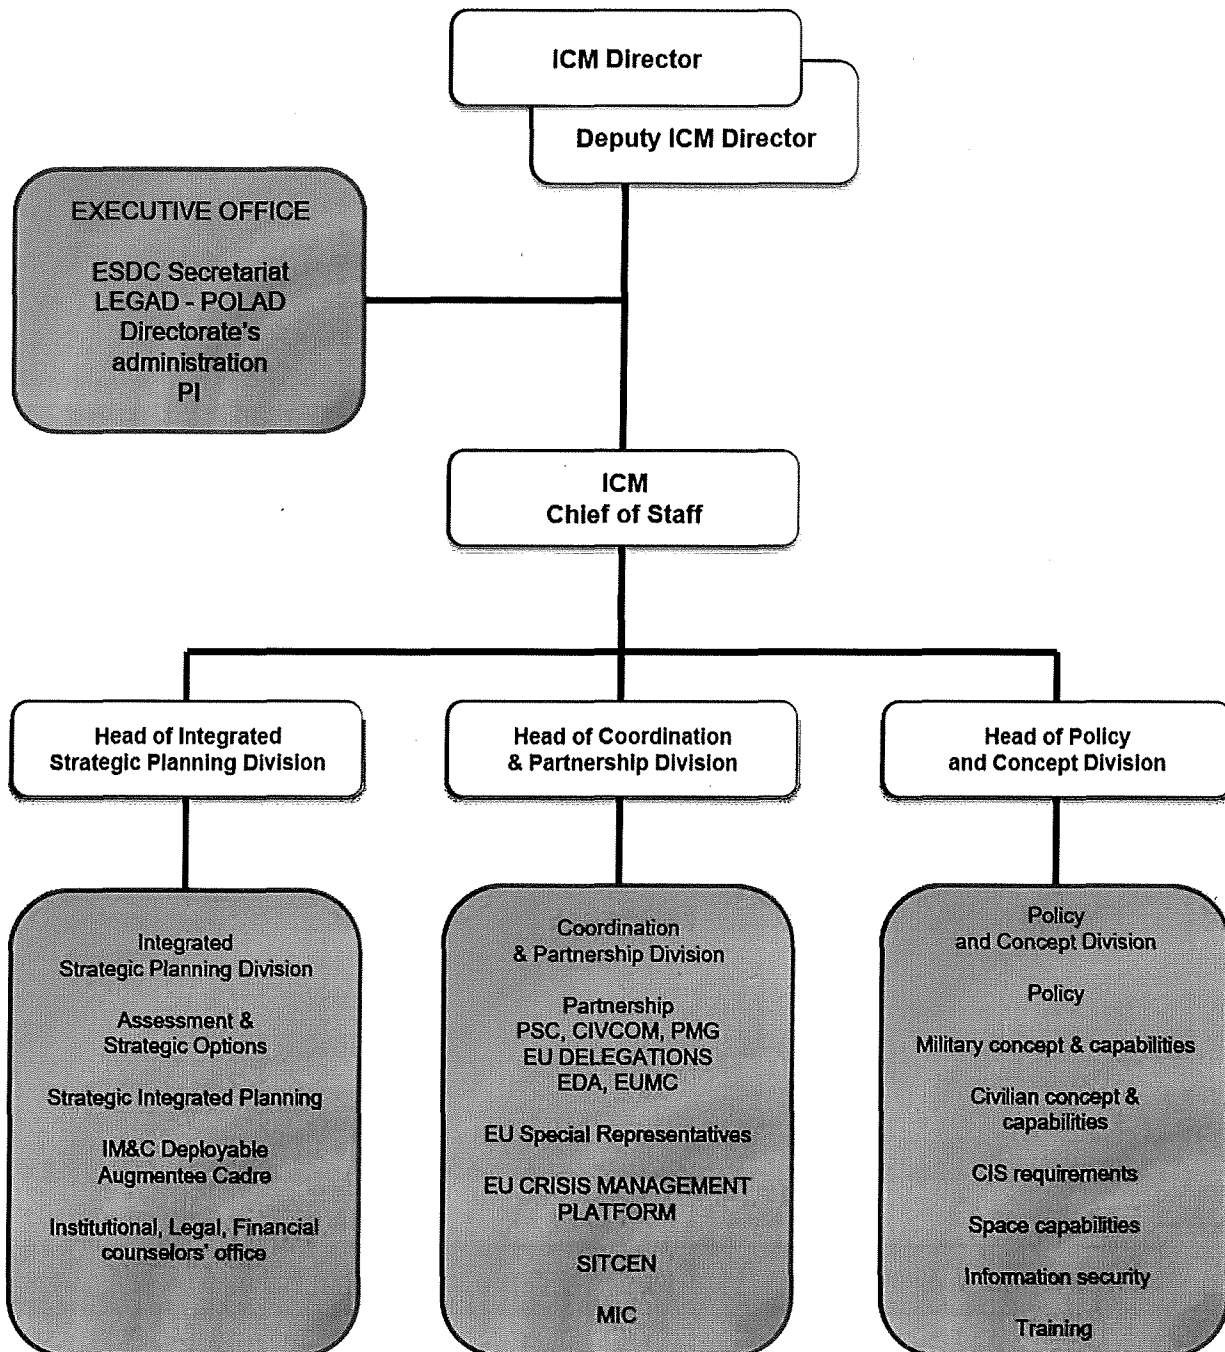 ICM Director
Deputy ICM Director
EXECUTIVE OFFICE
ESDC Secretariat
LEGAD - POLAD
Directorate's
administration
PI
ICM
Chief of Staff
Head of Integrated
Strategic Planning Division
Head of Coordination
& Partnership Division
Head of Policy
and Concept Division
Integrated
Strategic Planning Division
Assessment &
Strategic Options
Strategic Integrated Planning
IM&C Deployable
Augmentee Cadre
Institutional, Legal, Financial
counselors' office
Coordination
& Partnership Division
Partnership
PSC, CIVCOM, PMG
EU DELEGATIONS
EDA, EUMC
EU Special Representatives
EU CRISIS MANAGEMENT
PLATFORM
SITCEN
MIC
Policy
and Concept Division
Policy
Military concept & capabilities
Civilian concept &
capabilities
CIS requirements
Space capabilities
Information security
Training